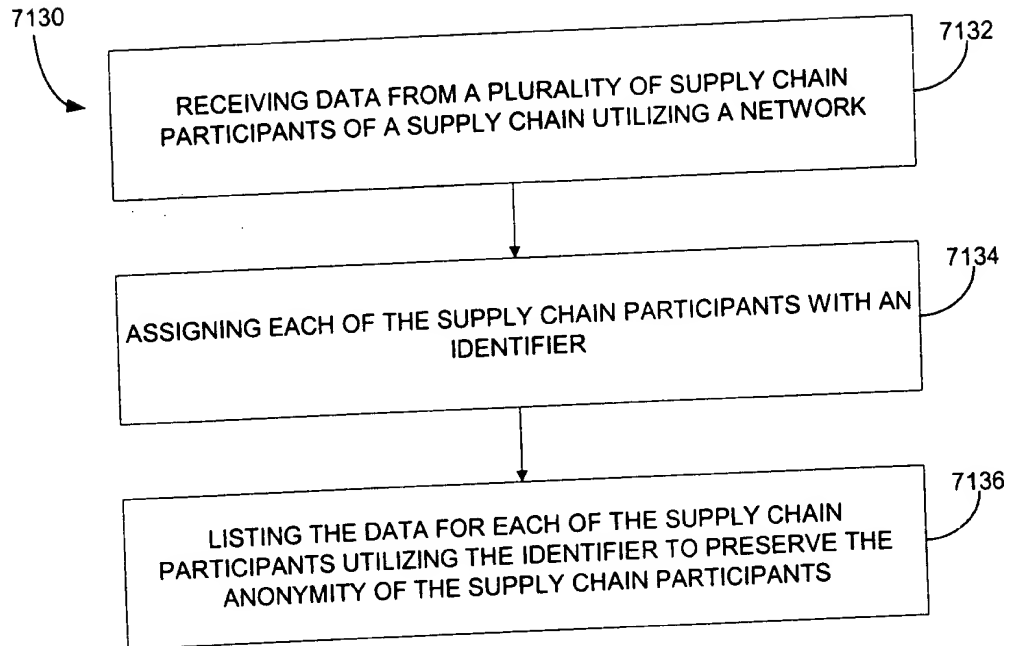 7130
7132
RECEIVING DATA FROM A PLURALITY OF SUPPLY CHAIN
PARTICIPANTS OF A SUPPLY CHAIN UTILIZING A NETWORK
7134
ASSIGNING EACH OF THE SUPPLY CHAIN PARTICIPANTS WITH AN
IDENTIFIER
7136
LISTING THE DATA FOR EACH OF THE SUPPLY CHAIN
PARTICIPANTS UTILIZING THE IDENTIFIER TO PRESERVE THE
ANONYMITY OF THE SUPPLY CHAIN PARTICIPANTS